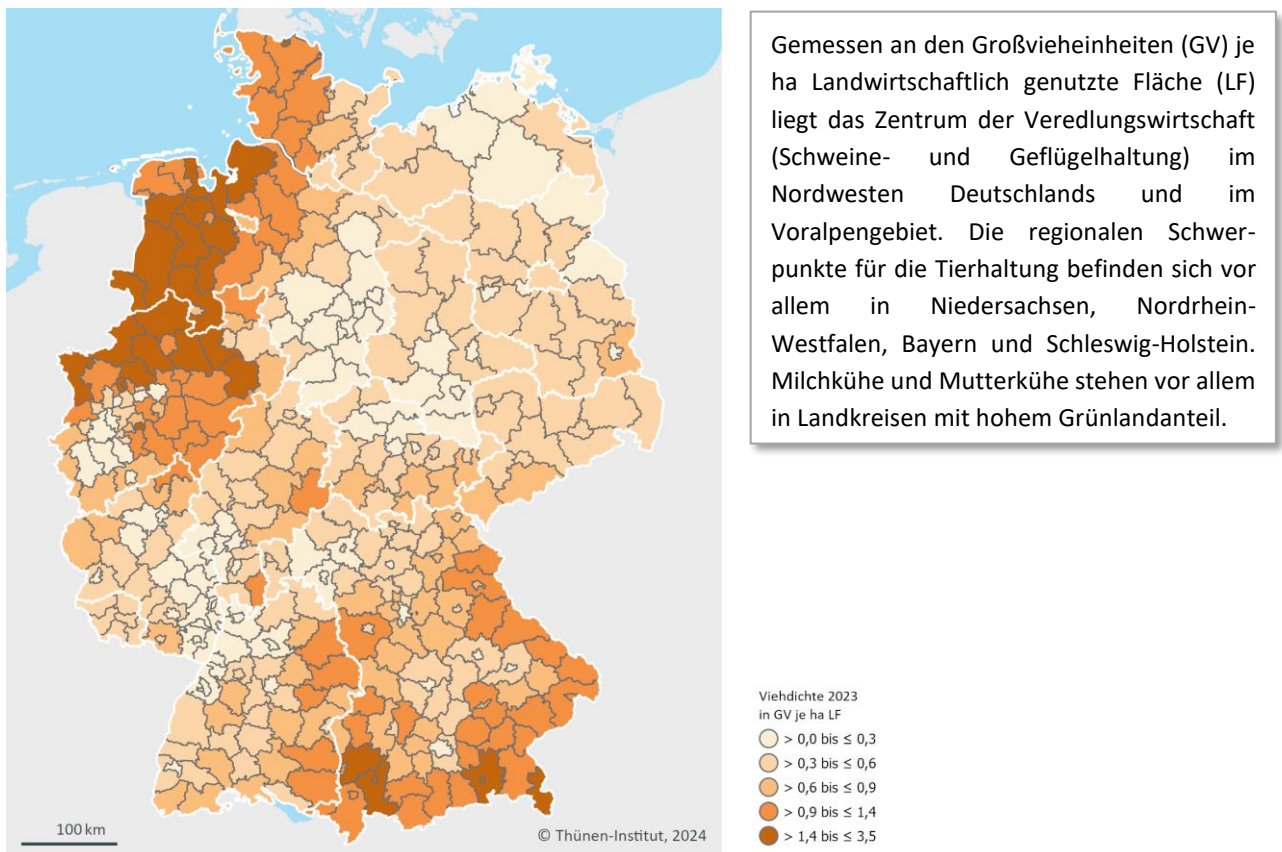 Gemessen an den Großvieheinheiten (GV) je
ha Landwirtschaftlich genutzte Fläche (LF)
liegt das Zentrum der Veredlungswirtschaft
(Schweine- und Geflügelhaltung) im
Nordwesten Deutschlands und im
Voralpengebiet. Die regionalen Schwer-
punkte für die Tierhaltung befinden sich vor
allem in Niedersachsen, Nordrhein-
Westfalen, Bayern und Schleswig-Holstein.
Milchkühe und Mutterkühe stehen vor allem
in Landkreisen mit hohem Grünlandanteil.
Viehdichte 2023
in GV je ha LF
> 0,0 bis ≤ 0,3
> 0,3 bis ≤ 0,6
> 0,6 bis ≤ 0,9
> 0,9 bis ≤ 1,4
> 1,4 bis ≤ 3,5
100 km
© Thünen-Institut, 2024